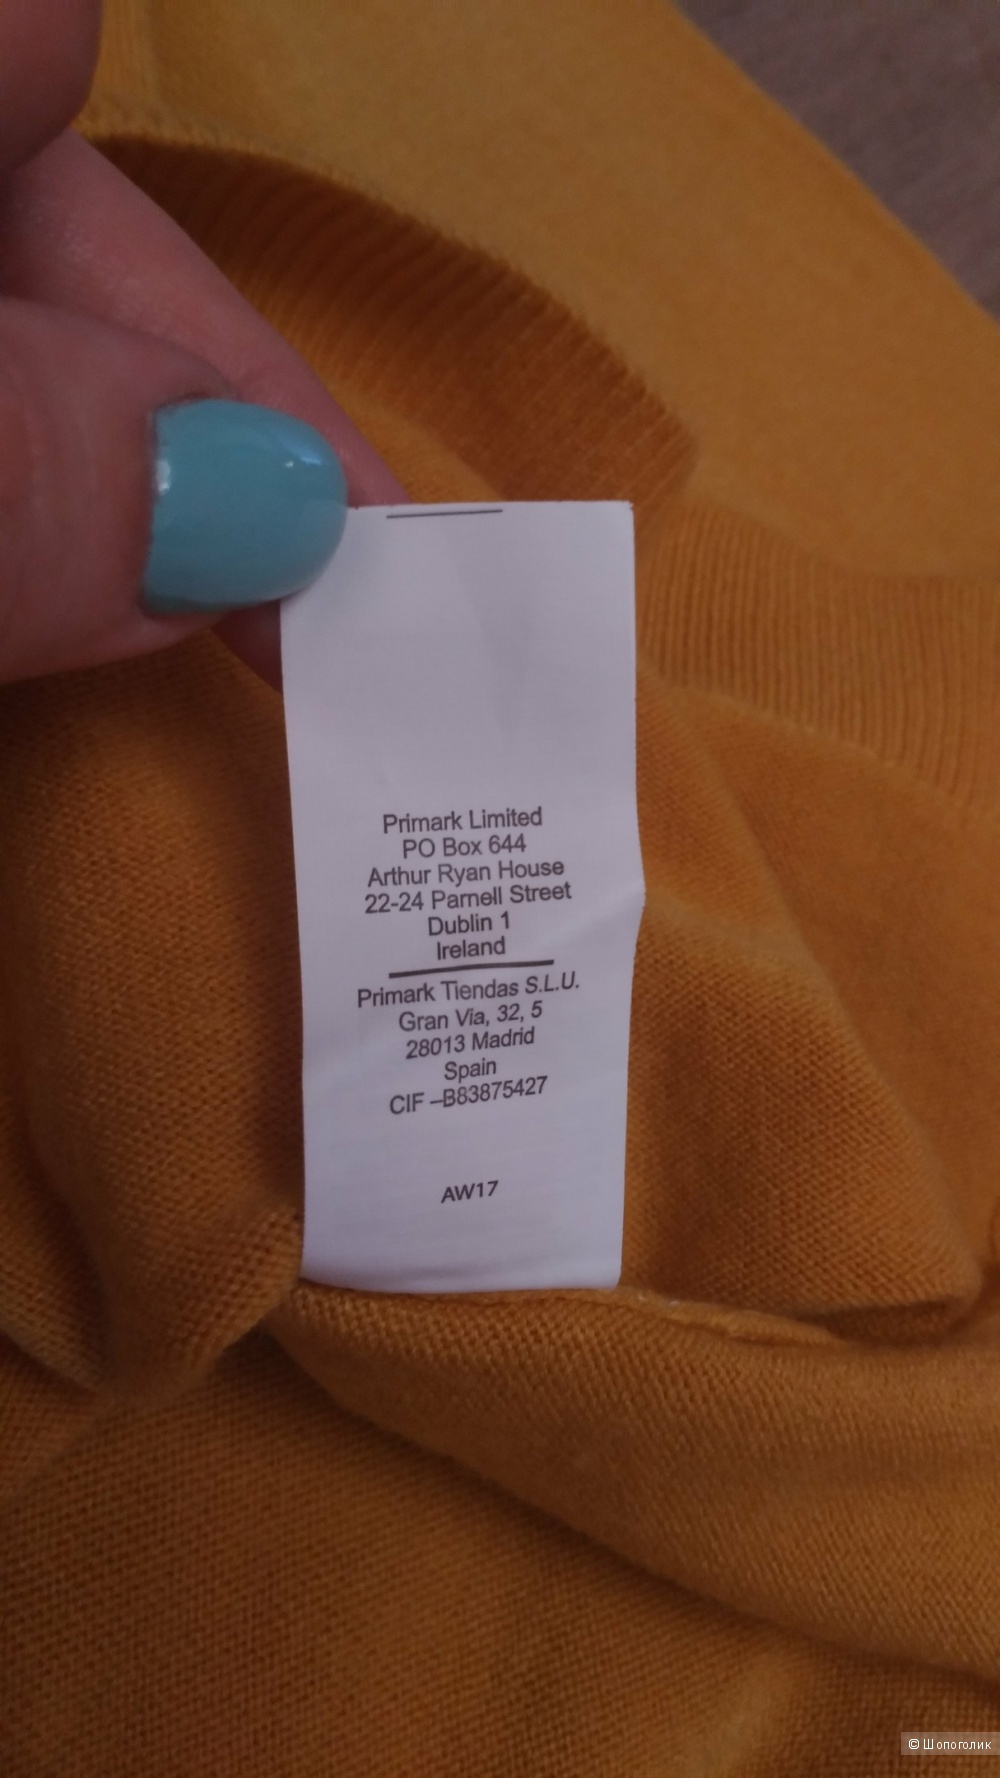 Primark Limited
PO Box 644
Arthur Ryan House
22-24 Parnell Street
Dublin 1
Ireland
Primark Tiendas S.L.U.
Gran Via, 32, 5
28013 Madrid
Spain
CIF –B83875427
AW17
© Шопоголик